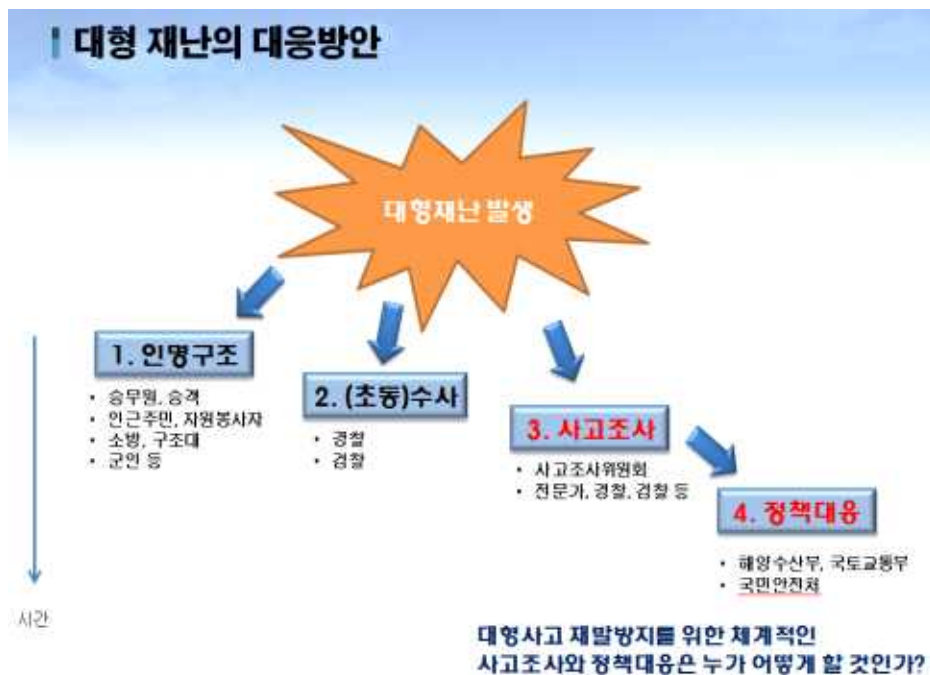 대형 재난의 대응방안
대형재난 발생
1. 인명구조
• 승무원, 승객
• 인근주민, 자원봉사자
• 소방, 구조대
• 군인 등
2. (초동)수사
• 경찰
• 검찰
3. 사고조사
• 사고조사위원회
• 전문가, 경찰, 검찰 등
4. 정책대응
• 해양수산부, 국토교통부
• 국민안전처
시간
대형사고 재발방지를 위한 체계적인
사고조사와 정책대응은 누가 어떻게 할 것인가?